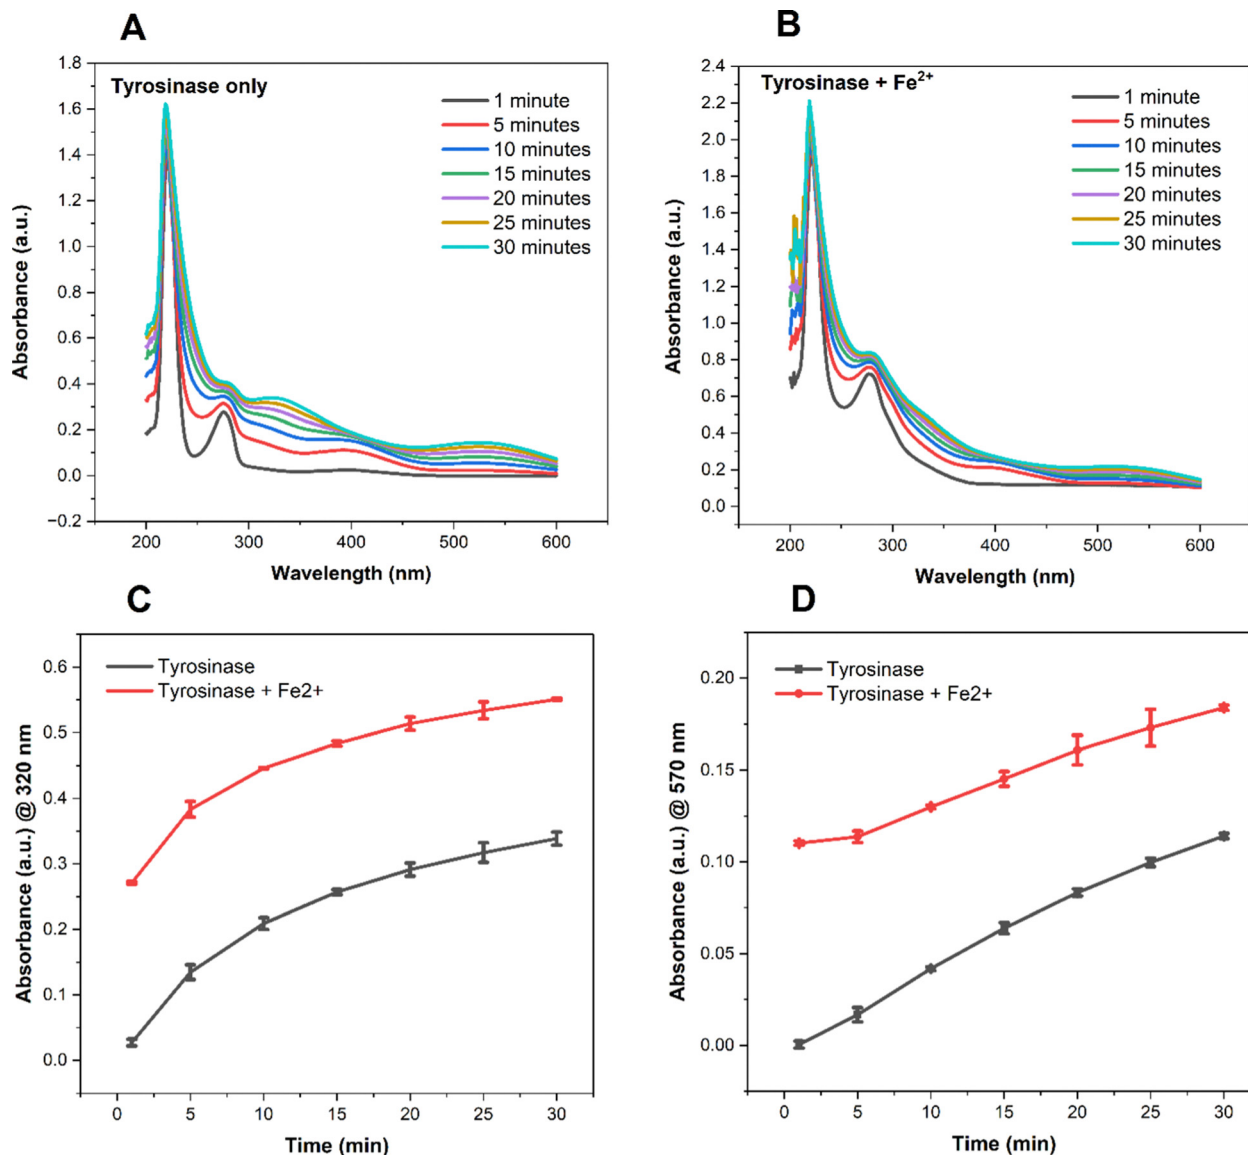 A
Tyrosinase only
1 minute
5 minutes
10 minutes
15 minutes
20 minutes
25 minutes
30 minutes
Absorbance (a.u.)
1.8
1.6
1.4
1.2
1.0
0.8
0.6
0.4
0.2
0.0
−0.2
200 300 400 500 600
Wavelength (nm)
B
Tyrosinase + Fe²⁺
1 minute
5 minutes
10 minutes
15 minutes
20 minutes
25 minutes
30 minutes
Absorbance (a.u.)
2.4
2.2
2.0
1.8
1.6
1.4
1.2
1.0
0.8
0.6
0.4
0.2
0.0
200 300 400 500 600
Wavelength (nm)
C
Tyrosinase
Tyrosinase + Fe2+
Absorbance (a.u.) @ 320 nm
0.6
0.5
0.4
0.3
0.2
0.1
0.0
0 5 10 15 20 25 30
Time (min)
D
Tyrosinase
Tyrosinase + Fe2+
Absorbance (a.u.) @ 570 nm
0.20
0.15
0.10
0.05
0.00
0 5 10 15 20 25 30
Time (min)